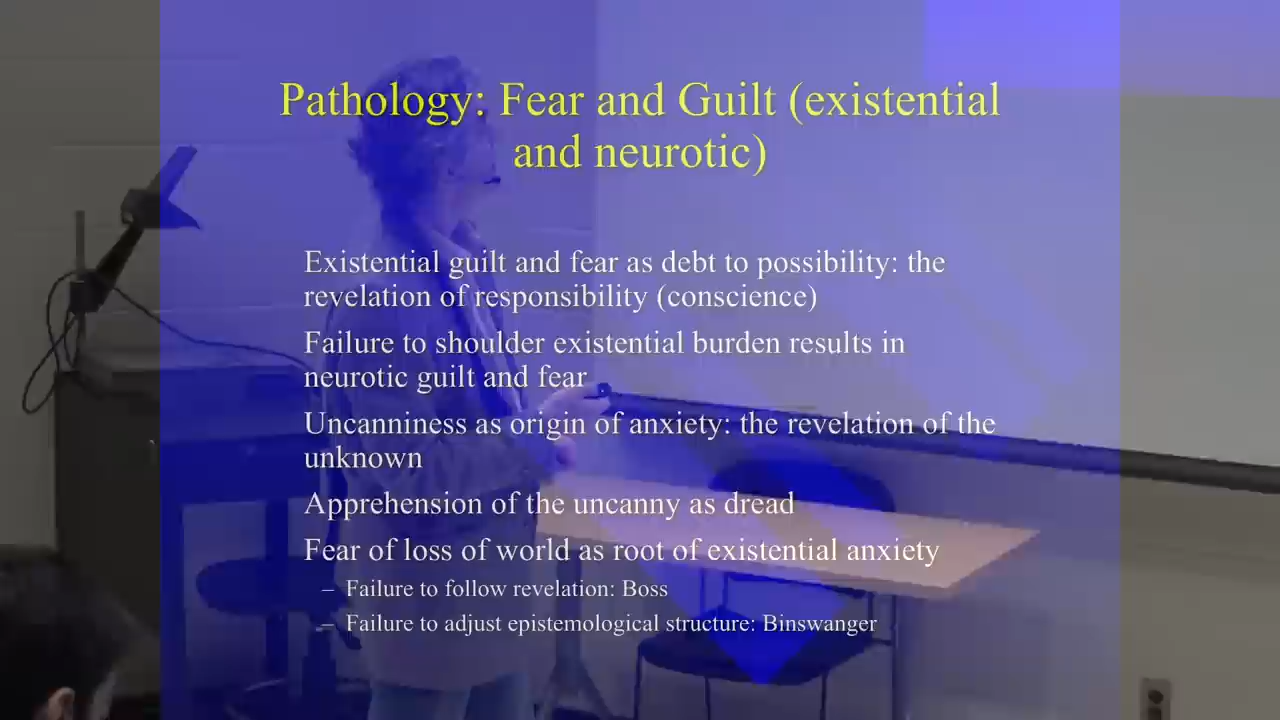 Pathology: Fear and Guilt (existential
and neurotic)
Existential guilt and fear as debt to possibility: the
revelation of responsibility (conscience)
Failure to shoulder existential burden results in
neurotic guilt and fear
Uncanniness as origin of anxiety: the revelation of the
unknown
Apprehension of the uncanny as dread
Fear of loss of world as root of existential anxiety
– Failure to follow revelation: Boss
– Failure to adjust epistemological structure: Binswanger